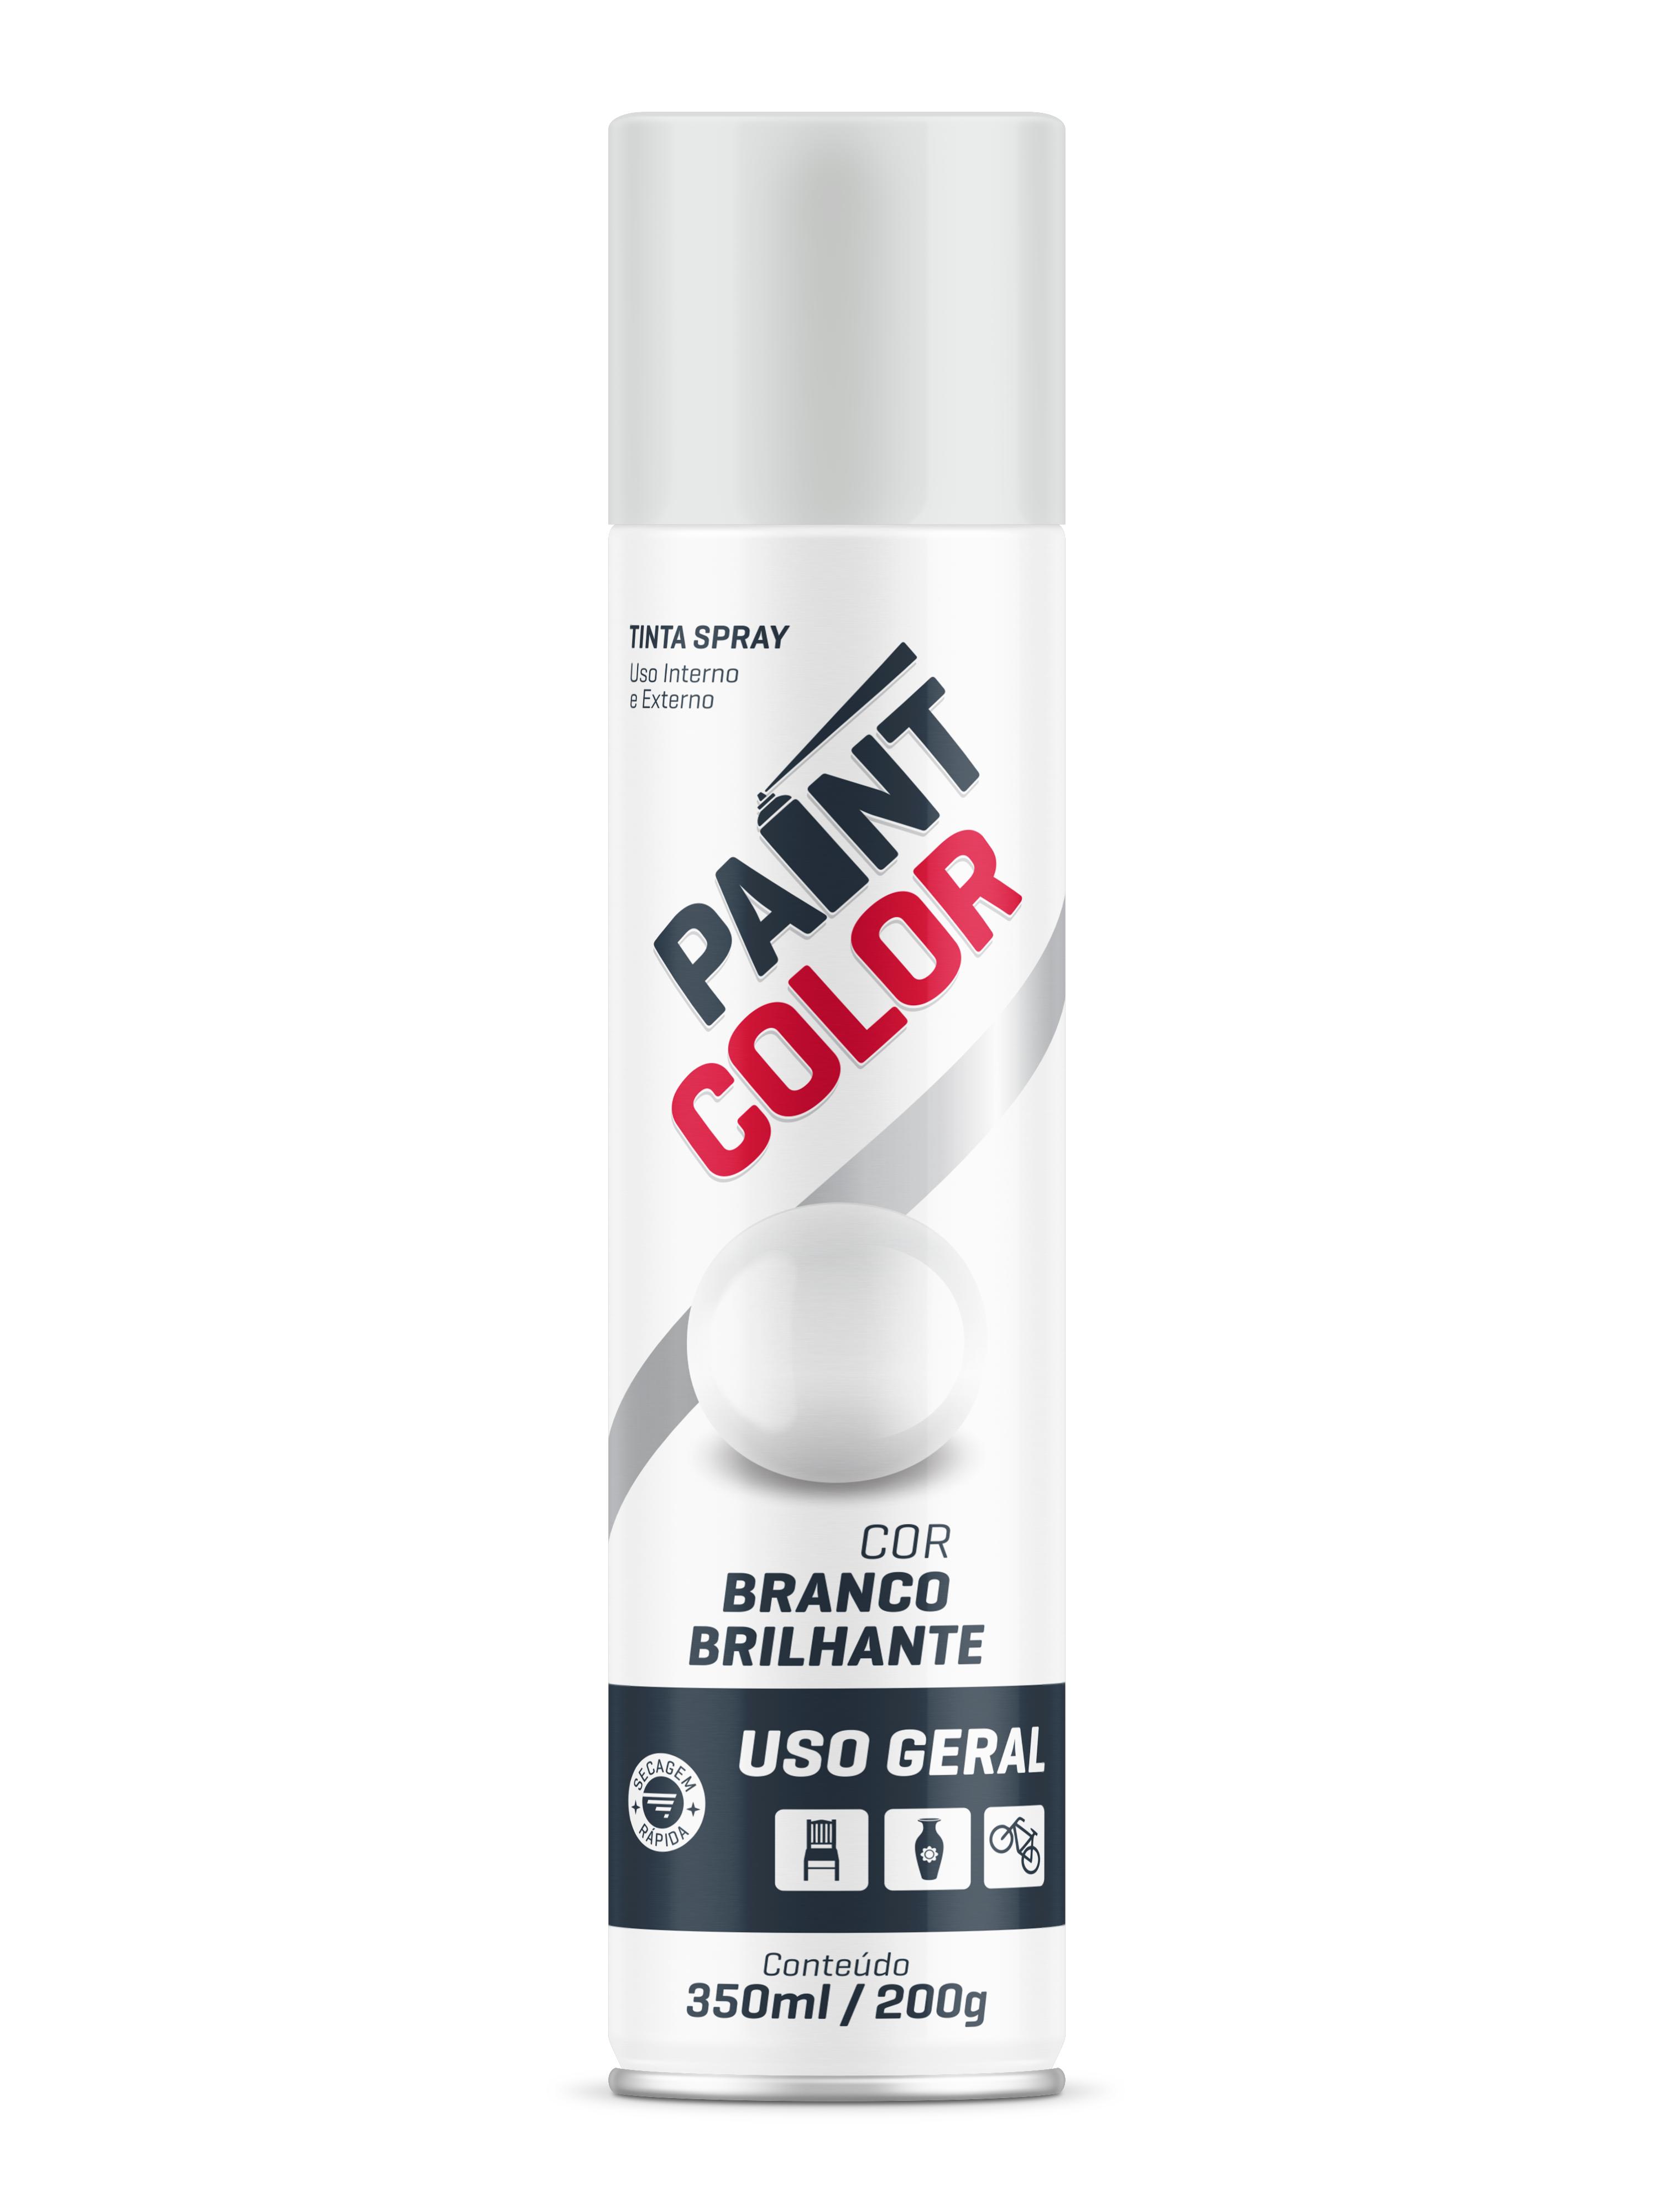 TINTA SPRAY
Uso Interno
e Externo
PAINT
COLOR
COR
BRANCO
BRILHANTE
USO GERAL
SECAGEM
RÁPIDA
Conteúdo
350ml / 200g